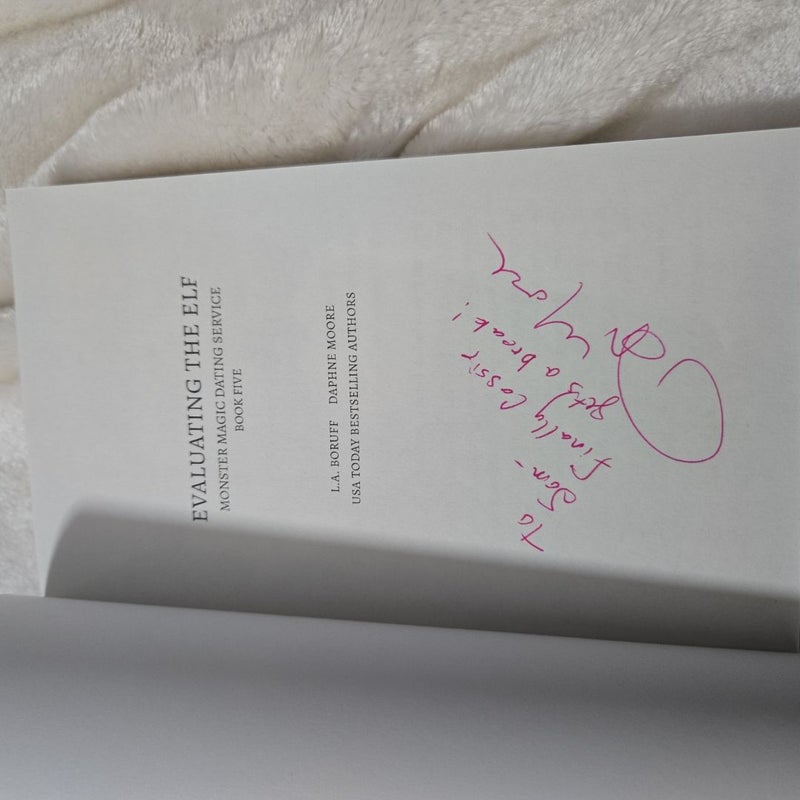 EVALUATING THE ELF
MONSTER MAGIC DATING SERVICE
BOOK FIVE
L.A. BORUFF DAPHNE MOORE
USA TODAY BESTSELLING AUTHORS
To
Sam-
Finally Cassie
gets a break!